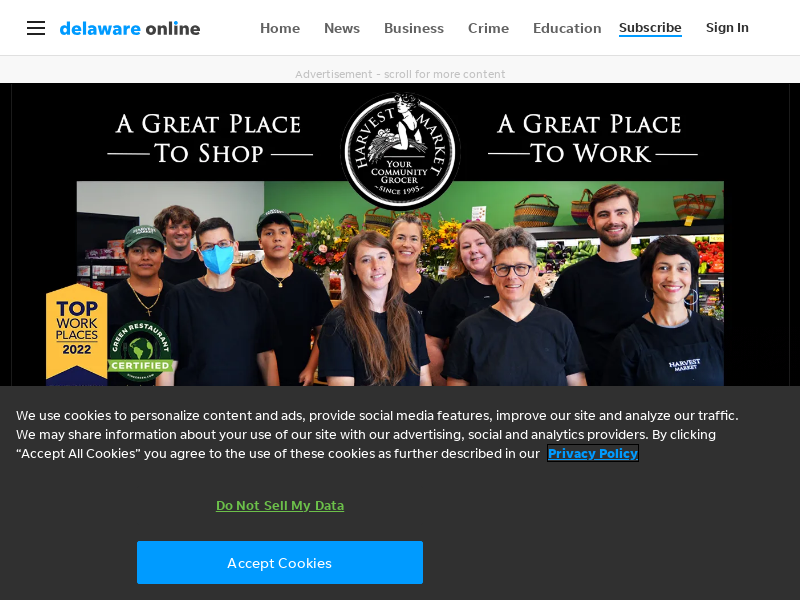 delaware online
Home
News
Business
Crime
Education
Subscribe
Sign In
Advertisement - scroll for more content
A GREAT PLACE
TO SHOP
HARVEST MARKET
YOUR
COMMUNITY
GROCER
~ SINCE 1995 ~
A GREAT PLACE
TO WORK
TOP
WORK
PLACES
2022
GREEN RESTAURANT
CERTIFIED
HARVEST
MARKET
We use cookies to personalize content and ads, provide social media features, improve our site and analyze our traffic.
We may share information about your use of our site with our advertising, social and analytics providers. By clicking
“Accept All Cookies” you agree to the use of these cookies as further described in our Privacy Policy
Do Not Sell My Data
Accept Cookies